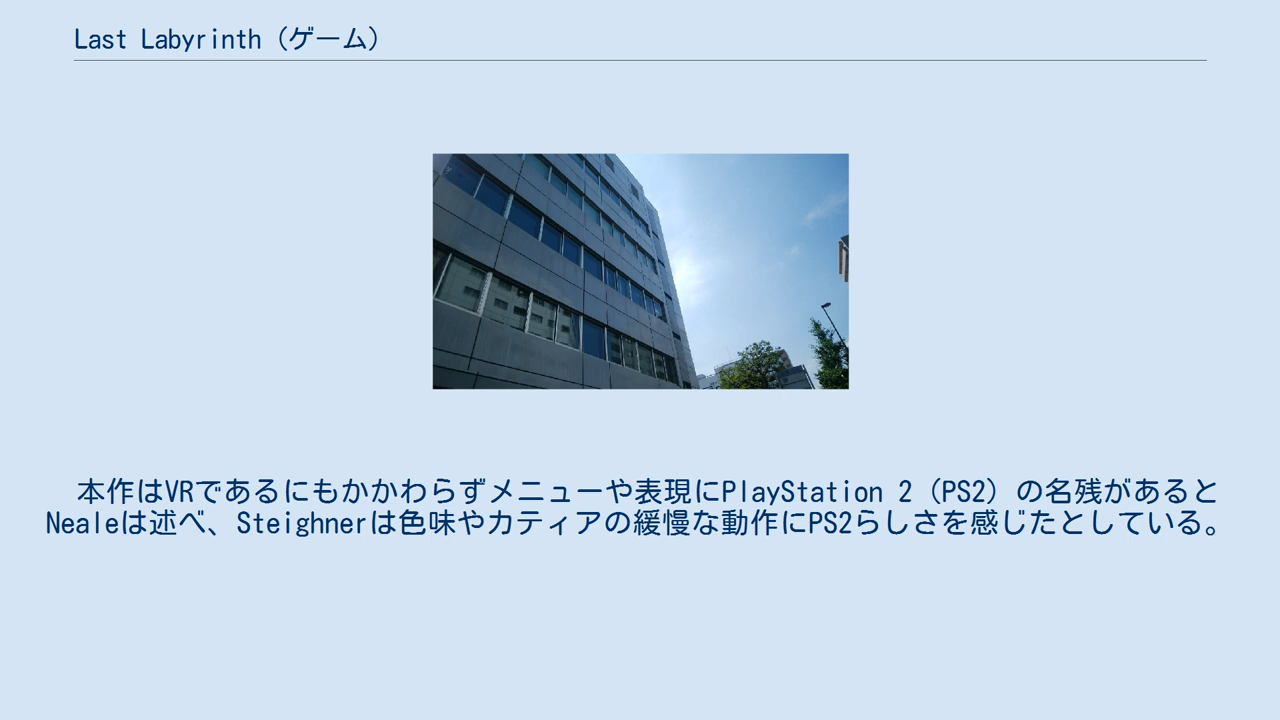 Last Labyrinth（ゲーム）
本作はVRであるにもかかわらずメニューや表現にPlayStation 2（PS2）の名残があると
Nealeは述べ、Steighnerは色味やカティアの緩慢な動作にPS2らしさを感じたとしている。